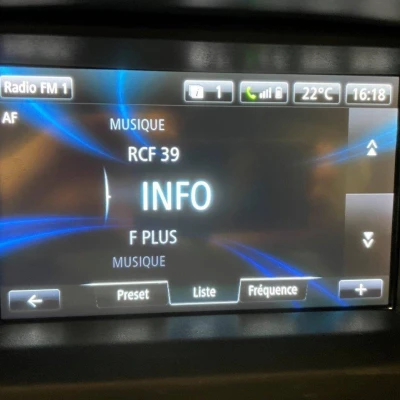 Radio FM 1
1
22°C
16:18
AF
MUSIQUE
RCF 39
INFO
F PLUS
MUSIQUE
Preset
Liste
Fréquence
+